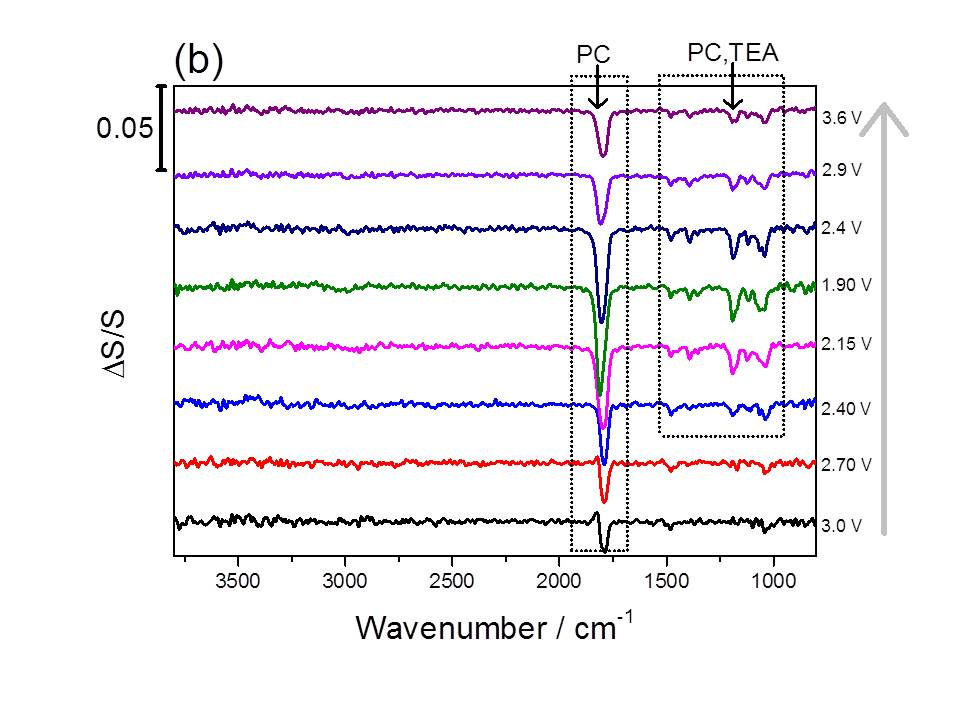 (b)
PC
PC,TEA
0.05
3.6 V
2.9 V
2.4 V
1.90 V
2.15 V
2.40 V
2.70 V
3.0 V
ΔS/S
3500 3000 2500 2000 1500 1000
Wavenumber / cm⁻¹